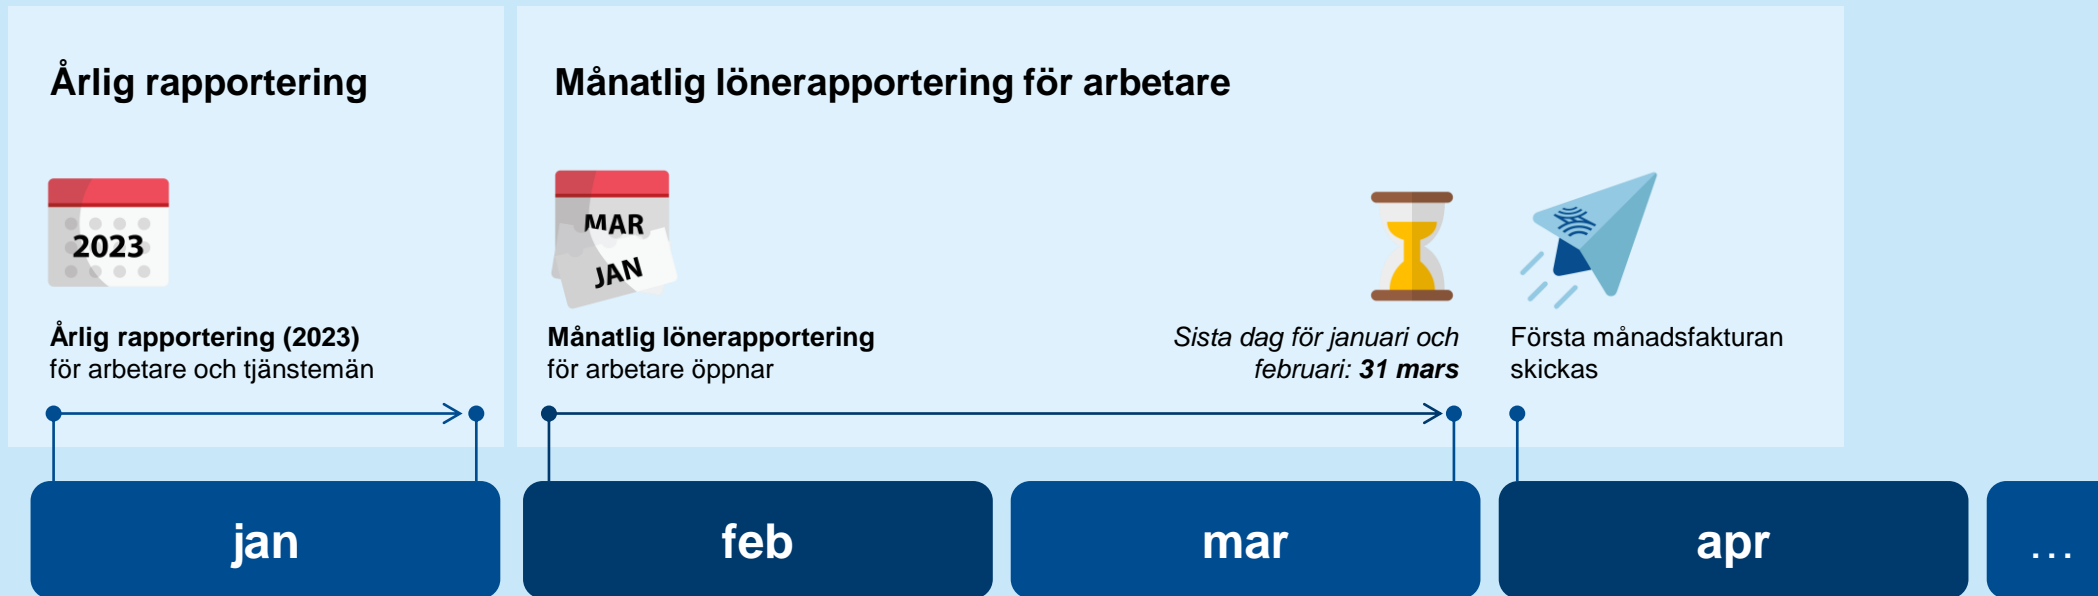 Årlig rapportering
2023
Årlig rapportering (2023)
för arbetare och tjänstemän
Månatlig lönerapportering för arbetare
MAR
JAN
Månatlig lönerapportering
för arbetare öppnar
Sista dag för januari och
februari: 31 mars
Första månadsfakturan
skickas
jan
feb
mar
apr
...